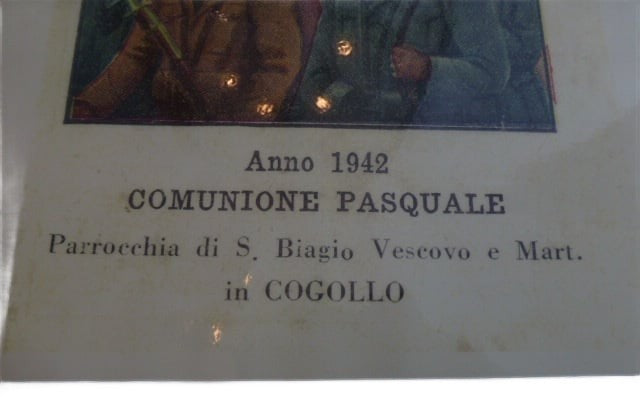 Anno 1942
COMUNIONE PASQUALE
Parrocchia di S. Biagio Vescovo e Mart.
in COGOLLO